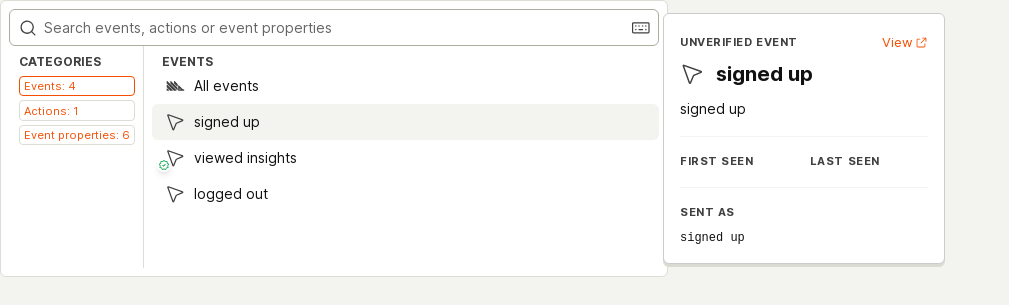 Search events, actions or event properties
CATEGORIES
Events: 4
Actions: 1
Event properties: 6
EVENTS
All events
signed up
viewed insights
logged out
UNVERIFIED EVENT
View
signed up
signed up
FIRST SEEN
LAST SEEN
SENT AS
signed up